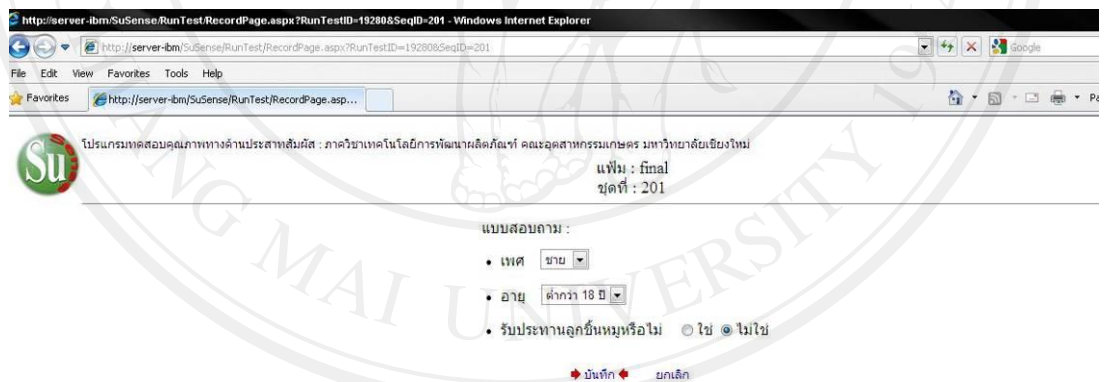 http://server-ibm/SuSense/RunTest/RecordPage.aspx?RunTestID=19280&SeqID=201 - Windows Internet Explorer
http://server-ibm/SuSense/RunTest/RecordPage.aspx?RunTestID=19280&SeqID=201
Google
File Edit View Favorites Tools Help
Favorites http://server-ibm/SuSense/RunTest/RecordPage.asp...
Su
โปรแกรมทดสอบคุณภาพทางด้านประสาทสัมผัส : ภาควิชาเทคโนโลยีการพัฒนาผลิตภัณฑ์ คณะอุตสาหกรรมเกษตร มหาวิทยาลัยเชียงใหม่
แฟ้ม : final
ชุดที่ : 201
แบบสอบถาม :
• เพศ ชาย
• อายุ ต่ำกว่า 18 ปี
• รับประทานลูกชิ้นหมูหรือไม่ ใช่ ไม่ใช่
บันทึก ยกเลิก
ANG MAI UNIVERSITY 19